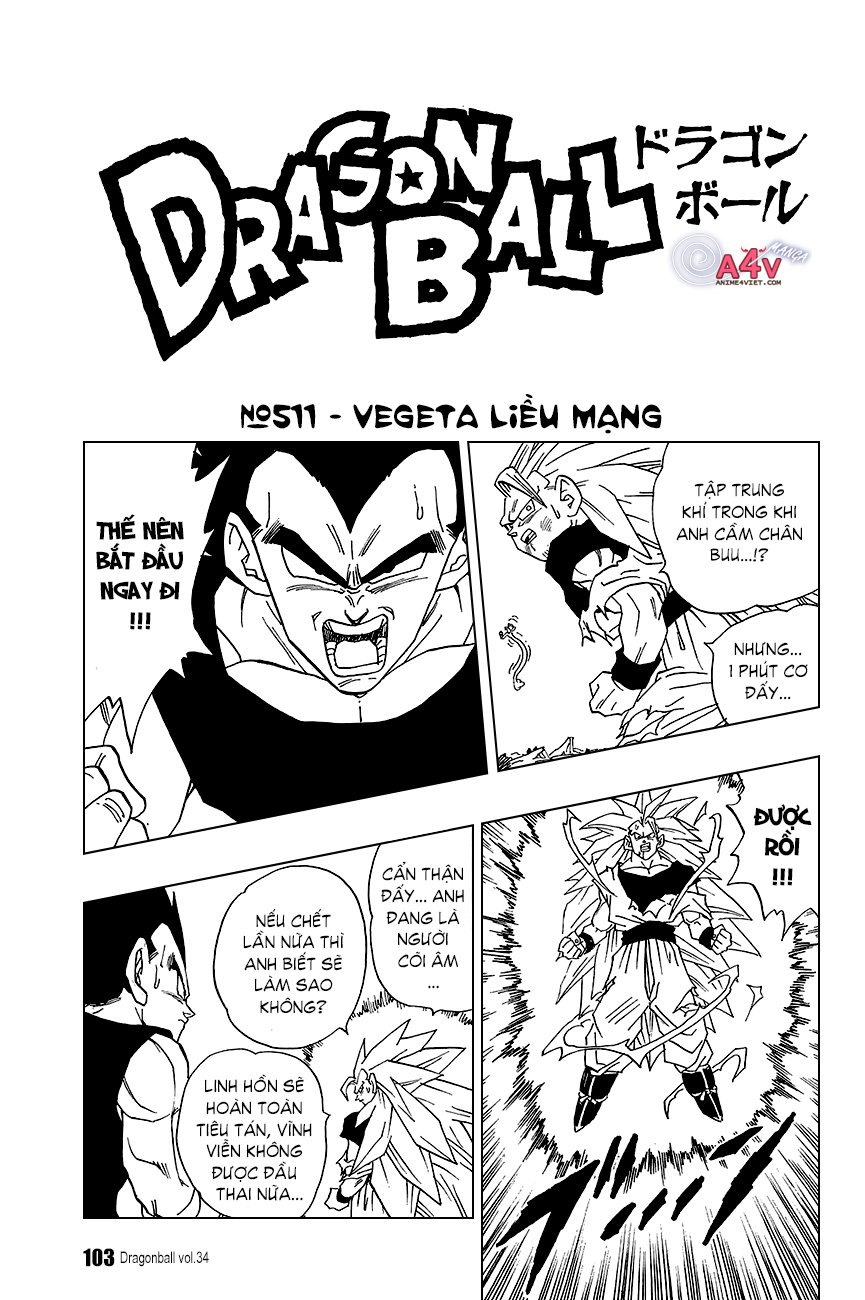 DRAGON BALL
ドラゴン
ボール
MANGA
A4V
ANIME4VIET.COM
№511 - VEGETA LIỀU MẠNG
TẬP TRUNG
KHÍ TRONG KHI
ANH CẦM CHÂN
BUU...!?
NHƯNG...
1 PHÚT CƠ
ĐẤY...
THẾ NÊN
BẮT ĐẦU
NGAY ĐI
!!!
ĐƯỢC
RỒI
!!!
CẨN THẬN
ĐẤY... ANH
ĐANG LÀ
NGƯỜI
CÕI ÂM
...
NẾU CHẾT
LẦN NỮA THÌ
ANH BIẾT SẼ
LÀM SAO
KHÔNG?
LINH HỒN SẼ
HOÀN TOÀN
TIÊU TÁN, VĨNH
VIỄN KHÔNG
ĐƯỢC ĐẦU
THAI NỮA...
103 Dragonball vol.34